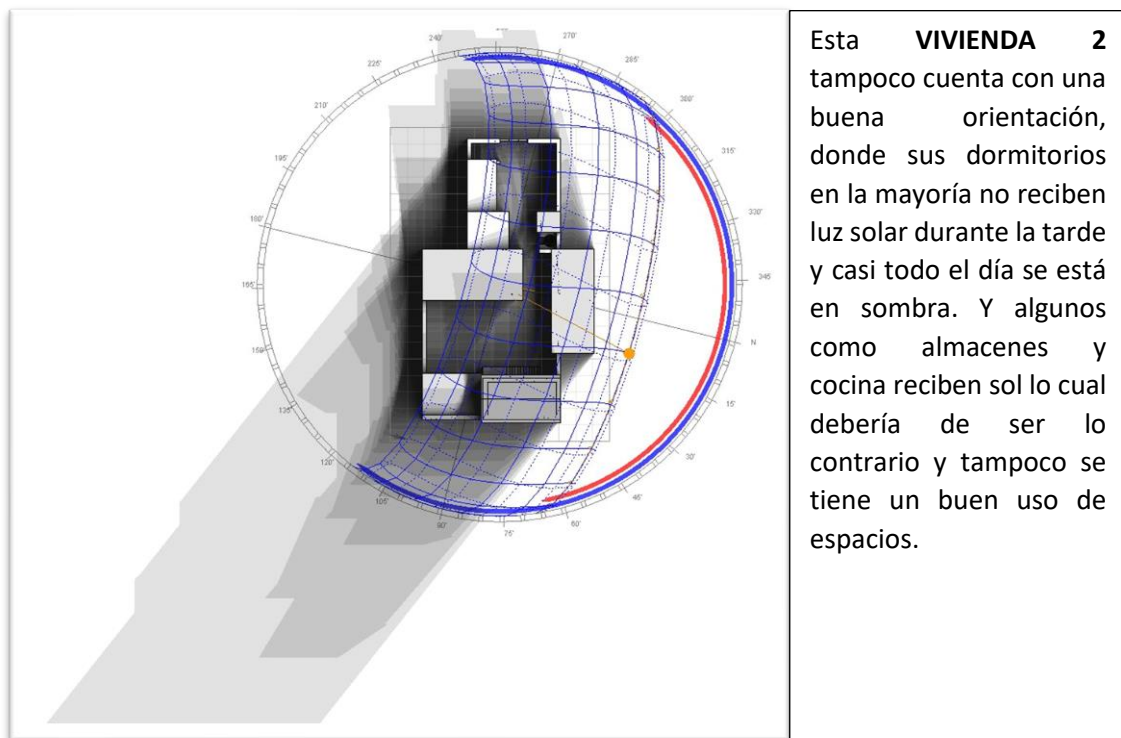 Esta VIVIENDA 2
tampoco cuenta con una
buena orientación,
donde sus dormitorios
en la mayoría no reciben
luz solar durante la tarde
y casi todo el día se está
en sombra. Y algunos
como almacenes y
cocina reciben sol lo cual
debería de ser lo
contrario y tampoco se
tiene un buen uso de
espacios.
240°
270°
225°
285°
300°
210°
315°
195°
330°
180°
345°
165°
N
150°
15°
135°
30°
120°
45°
105°
60°
90°
75°